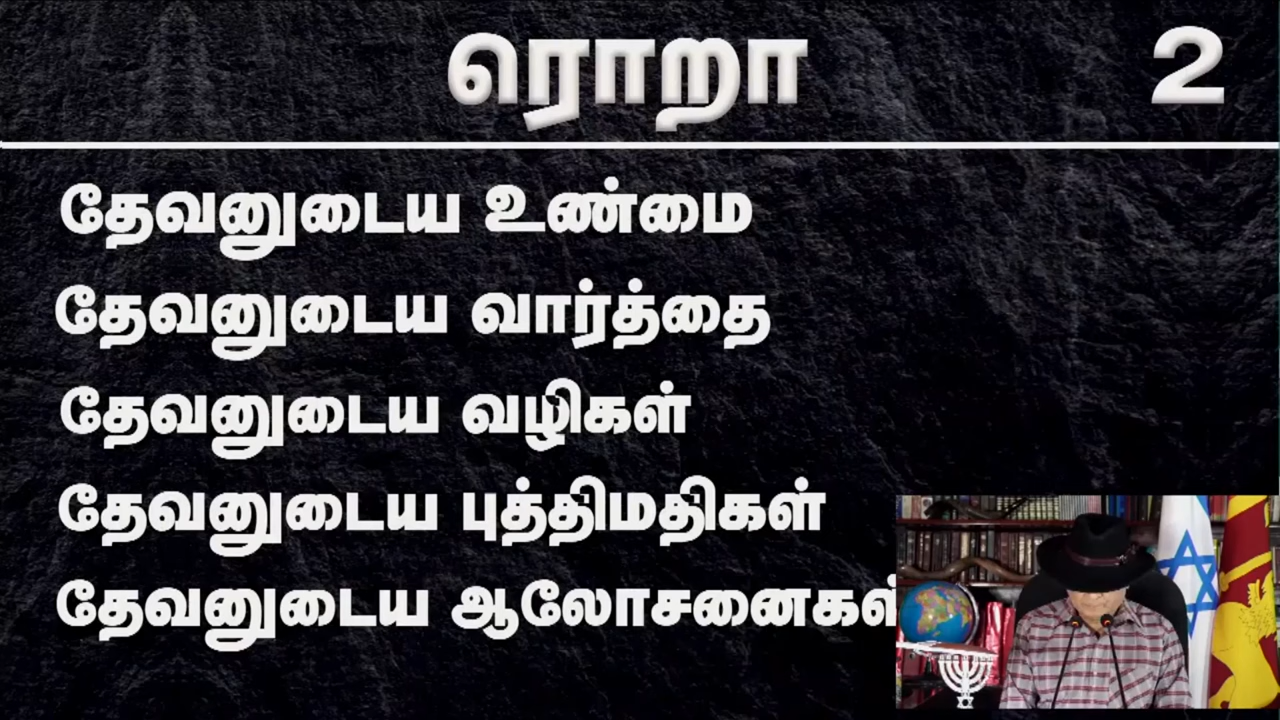 ரொறா
2
தேவனுடைய உண்மை
தேவனுடைய வார்த்தை
தேவனுடைய வழிகள்
தேவனுடைய புத்திமதிகள்
தேவனுடைய ஆலோசனைகள்